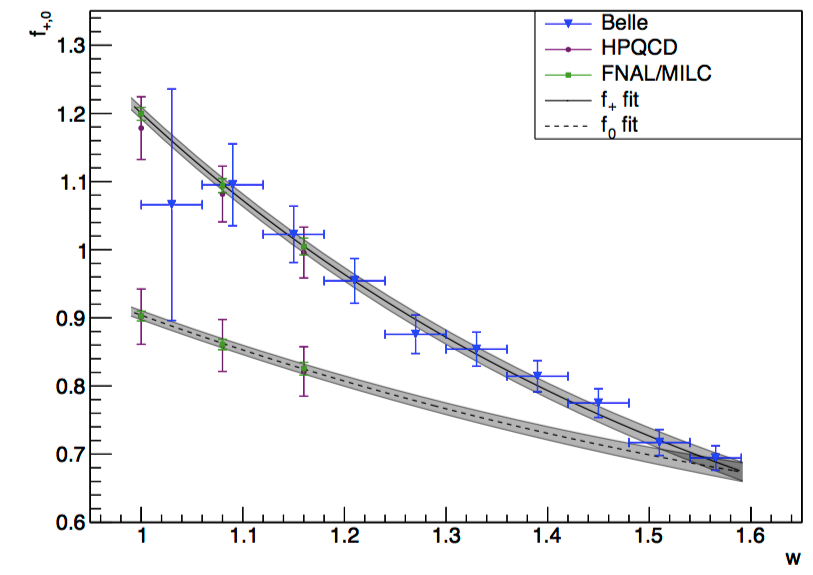 f+,0
1.3
1.2
1.1
1
0.9
0.8
0.7
0.6
Belle
HPQCD
FNAL/MILC
f+ fit
f0 fit
1 1.1 1.2 1.3 1.4 1.5 1.6
w